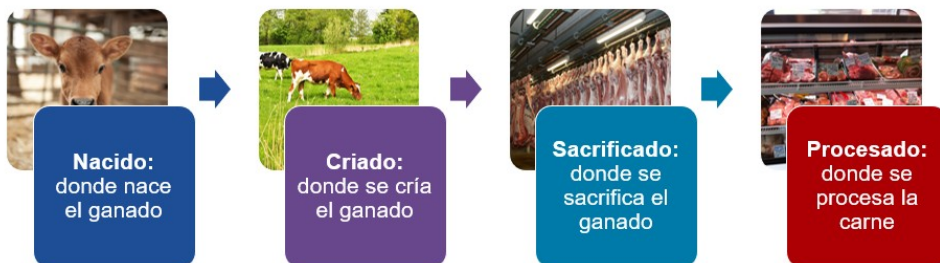 Nacido:
donde nace
el ganado
Criado:
donde se cría
el ganado
Sacrificado:
donde se
sacrifica el
ganado
Procesado:
donde se
procesa la
carne